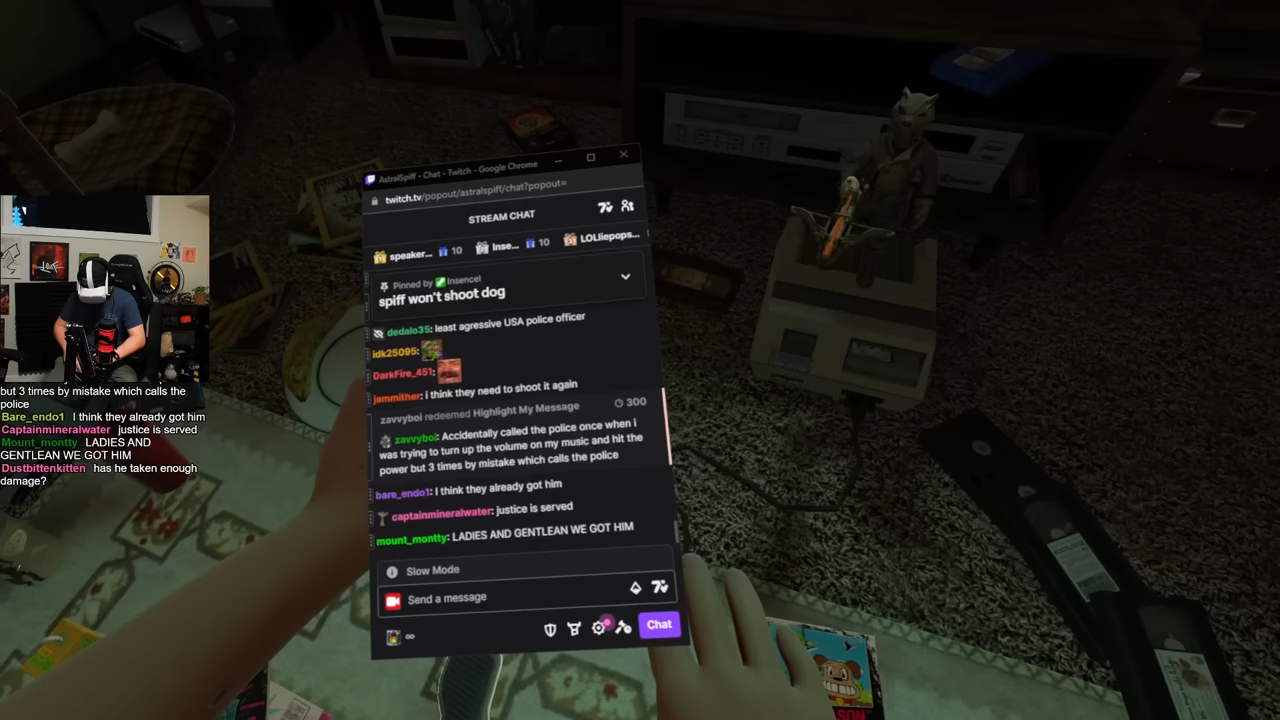 AstralSpiff - Chat - Twitch - Google Chrome
twitch.tv/popout/astralspiff/chat?popout=
STREAM CHAT
speaker... 10 Inse... 10 LOLliepops...
Pinned by Insencel
spiff won't shoot dog
dedalo35: least agressive USA police officer
idk25095:
DarkFire_451:
jammitter: i think they need to shoot it again
zavvyboi redeemed Highlight My Message 300
zavvyboi: Accidentally called the police once when i
was trying to turn up the volume on my music and hit the
power but 3 times by mistake which calls the police
bare_endo1: I think they already got him
captainmineralwater: justice is served
mount_montty: LADIES AND GENTLEAN WE GOT HIM
Slow Mode
Send a message
Chat
but 3 times by mistake which calls the
police
Bare_endo1 I think they already got him
Captainmineralwater justice is served
Mount_montty LADIES AND
GENTLEAN WE GOT HIM
Dustbittenkitten has he taken enough
damage?